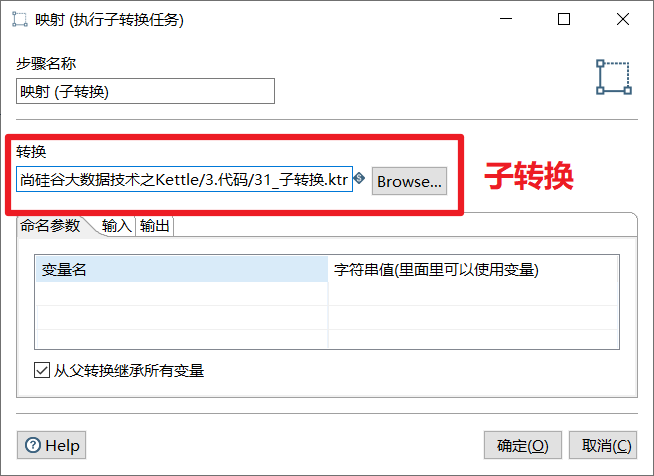 映射 (执行子转换任务)
步骤名称
映射 (子转换)
转换
尚硅谷大数据技术之Kettle/3.代码/31_子转换.ktr
Browse...
子转换
命名参数 输入 输出
变量名 字符串值(里面里可以使用变量)
从父转换继承所有变量
Help 确定(O) 取消(C)